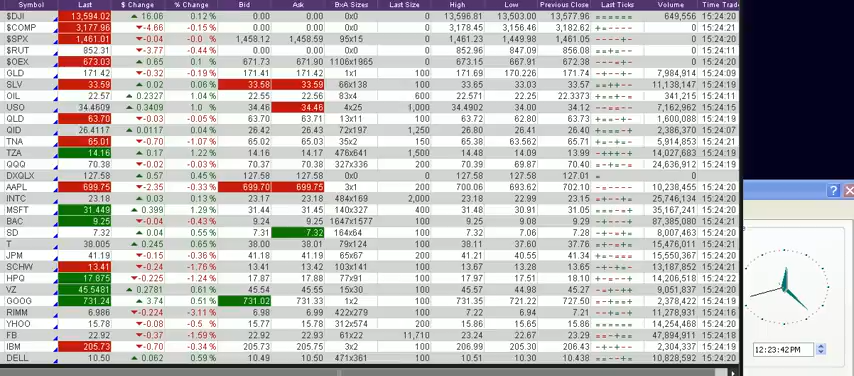 Symbol Last $ Change % Change Bid Ask BxA Sizes Last Size High Low Previous Close Last Ticks Volume Time Trade
$DJI 13,594.02 16.06 0.12 % 0.00 0.00 0x0 0 13,596.81 13,503.00 13,577.96 ====== 649,556 15:24:20
$COMP 3,177.96 -4.66 -0.15 % 0.00 0.00 0x0 0 3,178.45 3,156.46 3,182.62 0 15:24:20
$SPX 1,461.01 -0.04 -0.0 % 1,458.12 1,458.59 95x15 0 1,461.23 1,449.98 1,461.05 0 15:24:20
$RUT 852.31 -3.77 -0.44 % 0.00 0.00 0x0 0 852.96 847.09 856.08 0 15:24:11
$OEX 673.03 0.65 0.1 % 671.73 671.90 1106x1965 0 673.15 667.91 672.38 0 15:24:20
GLD 171.42 -0.32 -0.19 % 171.41 171.42 1x1 100 171.69 170.226 171.74 7,984,914 15:24:09
SLV 33.59 0.02 0.06 % 33.58 33.59 66x138 100 33.65 33.03 33.57 11,138,147 15:24:19
OIL 22.57 0.2327 1.04 % 22.56 22.56 83x4 600 22.571 22.25 22.3373 341,215 15:24:11
USO 34.4609 0.3409 1.0 % 34.46 34.46 4x25 1,000 34.4902 34.00 34.12 7,162,962 15:24:15
QLD 63.70 -0.03 -0.05 % 63.70 63.71 13x11 100 63.72 62.80 63.73 1,600,088 15:24:19
QID 26.4117 0.0117 0.04 % 26.42 26.43 72x197 1,250 26.80 26.41 26.40 2,386,370 15:24:07
TNA 65.01 -0.70 -1.07 % 65.02 65.03 35x2 150 65.38 63.562 65.71 5,914,853 15:24:21
TZA 14.16 0.17 1.22 % 14.16 14.17 476x641 1,500 14.48 14.09 13.99 14,027,683 15:24:19
QQQ 70.38 -0.02 -0.03 % 70.37 70.38 327x336 200 70.39 69.87 70.40 24,636,912 15:24:20
DXQLX 127.58 0.57 0.45 % 127.58 127.58 0x0 0 127.58 127.58 127.01 = 0
AAPL 699.75 -2.35 -0.33 % 699.70 699.75 3x1 100 700.06 693.62 702.10 10,238,455 15:24:20
INTC 23.18 0.03 0.13 % 23.17 23.18 484x169 2,000 23.18 22.99 23.15 25,746,134 15:24:20
MSFT 31.449 0.399 1.29 % 31.44 31.45 140x327 400 31.48 30.91 31.05 35,167,241 15:24:20
BAC 9.25 -0.04 -0.43 % 9.24 9.25 1647x1577 100 9.25 9.08 9.29 87,385,080 15:24:21
SD 7.32 0.04 0.55 % 7.31 7.32 164x64 100 7.32 7.06 7.28 8,007,463 15:24:20
T 38.005 0.245 0.65 % 38.00 38.01 79x124 100 38.11 37.60 37.76 15,476,011 15:24:21
JPM 41.19 -0.15 -0.36 % 41.18 41.19 65x87 100 41.21 40.55 41.34 15,550,367 15:24:20
SCHW 13.41 -0.24 -1.76 % 13.41 13.42 103x141 100 13.67 13.28 13.65 13,187,852 15:24:21
HPQ 17.875 -0.225 -1.24 % 17.87 17.88 77x91 100 17.97 17.51 18.10 14,206,518 15:24:22
VZ 45.5481 0.2781 0.61 % 45.54 45.55 15x30 100 45.57 44.98 45.27 9,051,837 15:24:20
GOOG 731.24 3.74 0.51 % 731.02 731.33 1x2 100 731.35 721.22 727.50 2,378,422 15:24:19
RIMM 6.986 -0.224 -3.11 % 6.98 6.99 422x279 100 7.22 6.94 7.21 11,278,931 15:24:16
YHOO 15.78 -0.08 -0.5 % 15.77 15.78 312x574 200 15.86 15.65 15.86 14,254,468 15:24:20
FB 22.92 -0.37 -1.59 % 22.92 22.93 61x22 11,710 23.29 22.50 23.29 47,894,911 15:24:18
IBM 205.73 -0.70 -0.34 % 205.73 205.75 3x2 100 206.99 205.30 206.43 2,304,337 15:24:19
DELL 10.50 0.062 0.59 % 10.49 10.50 471x361 100 10.51 10.30 10.438 10,828,592 15:24:16
12:23:42 PM